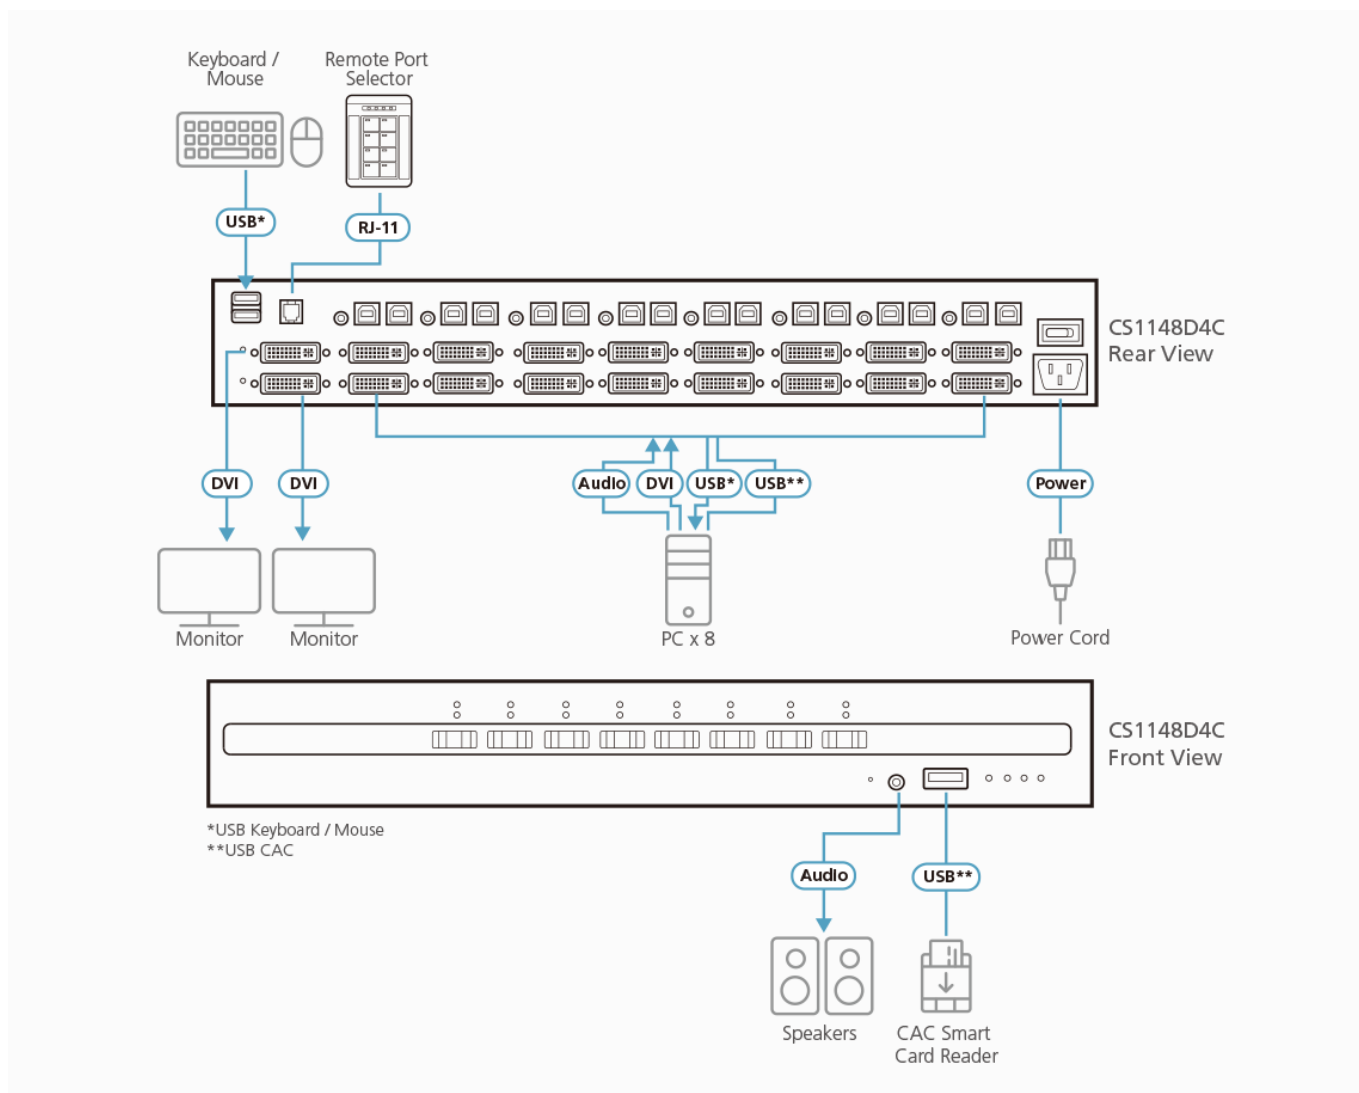 Keyboard /
Mouse
Remote Port
Selector
USB*
RJ-11
CS1148D4C
Rear View
DVI
DVI
Audio
DVI
USB*
USB**
Power
Monitor
Monitor
PC x 8
Power Cord
CS1148D4C
Front View
*USB Keyboard / Mouse
**USB CAC
Audio
USB**
Speakers
CAC Smart
Card Reader